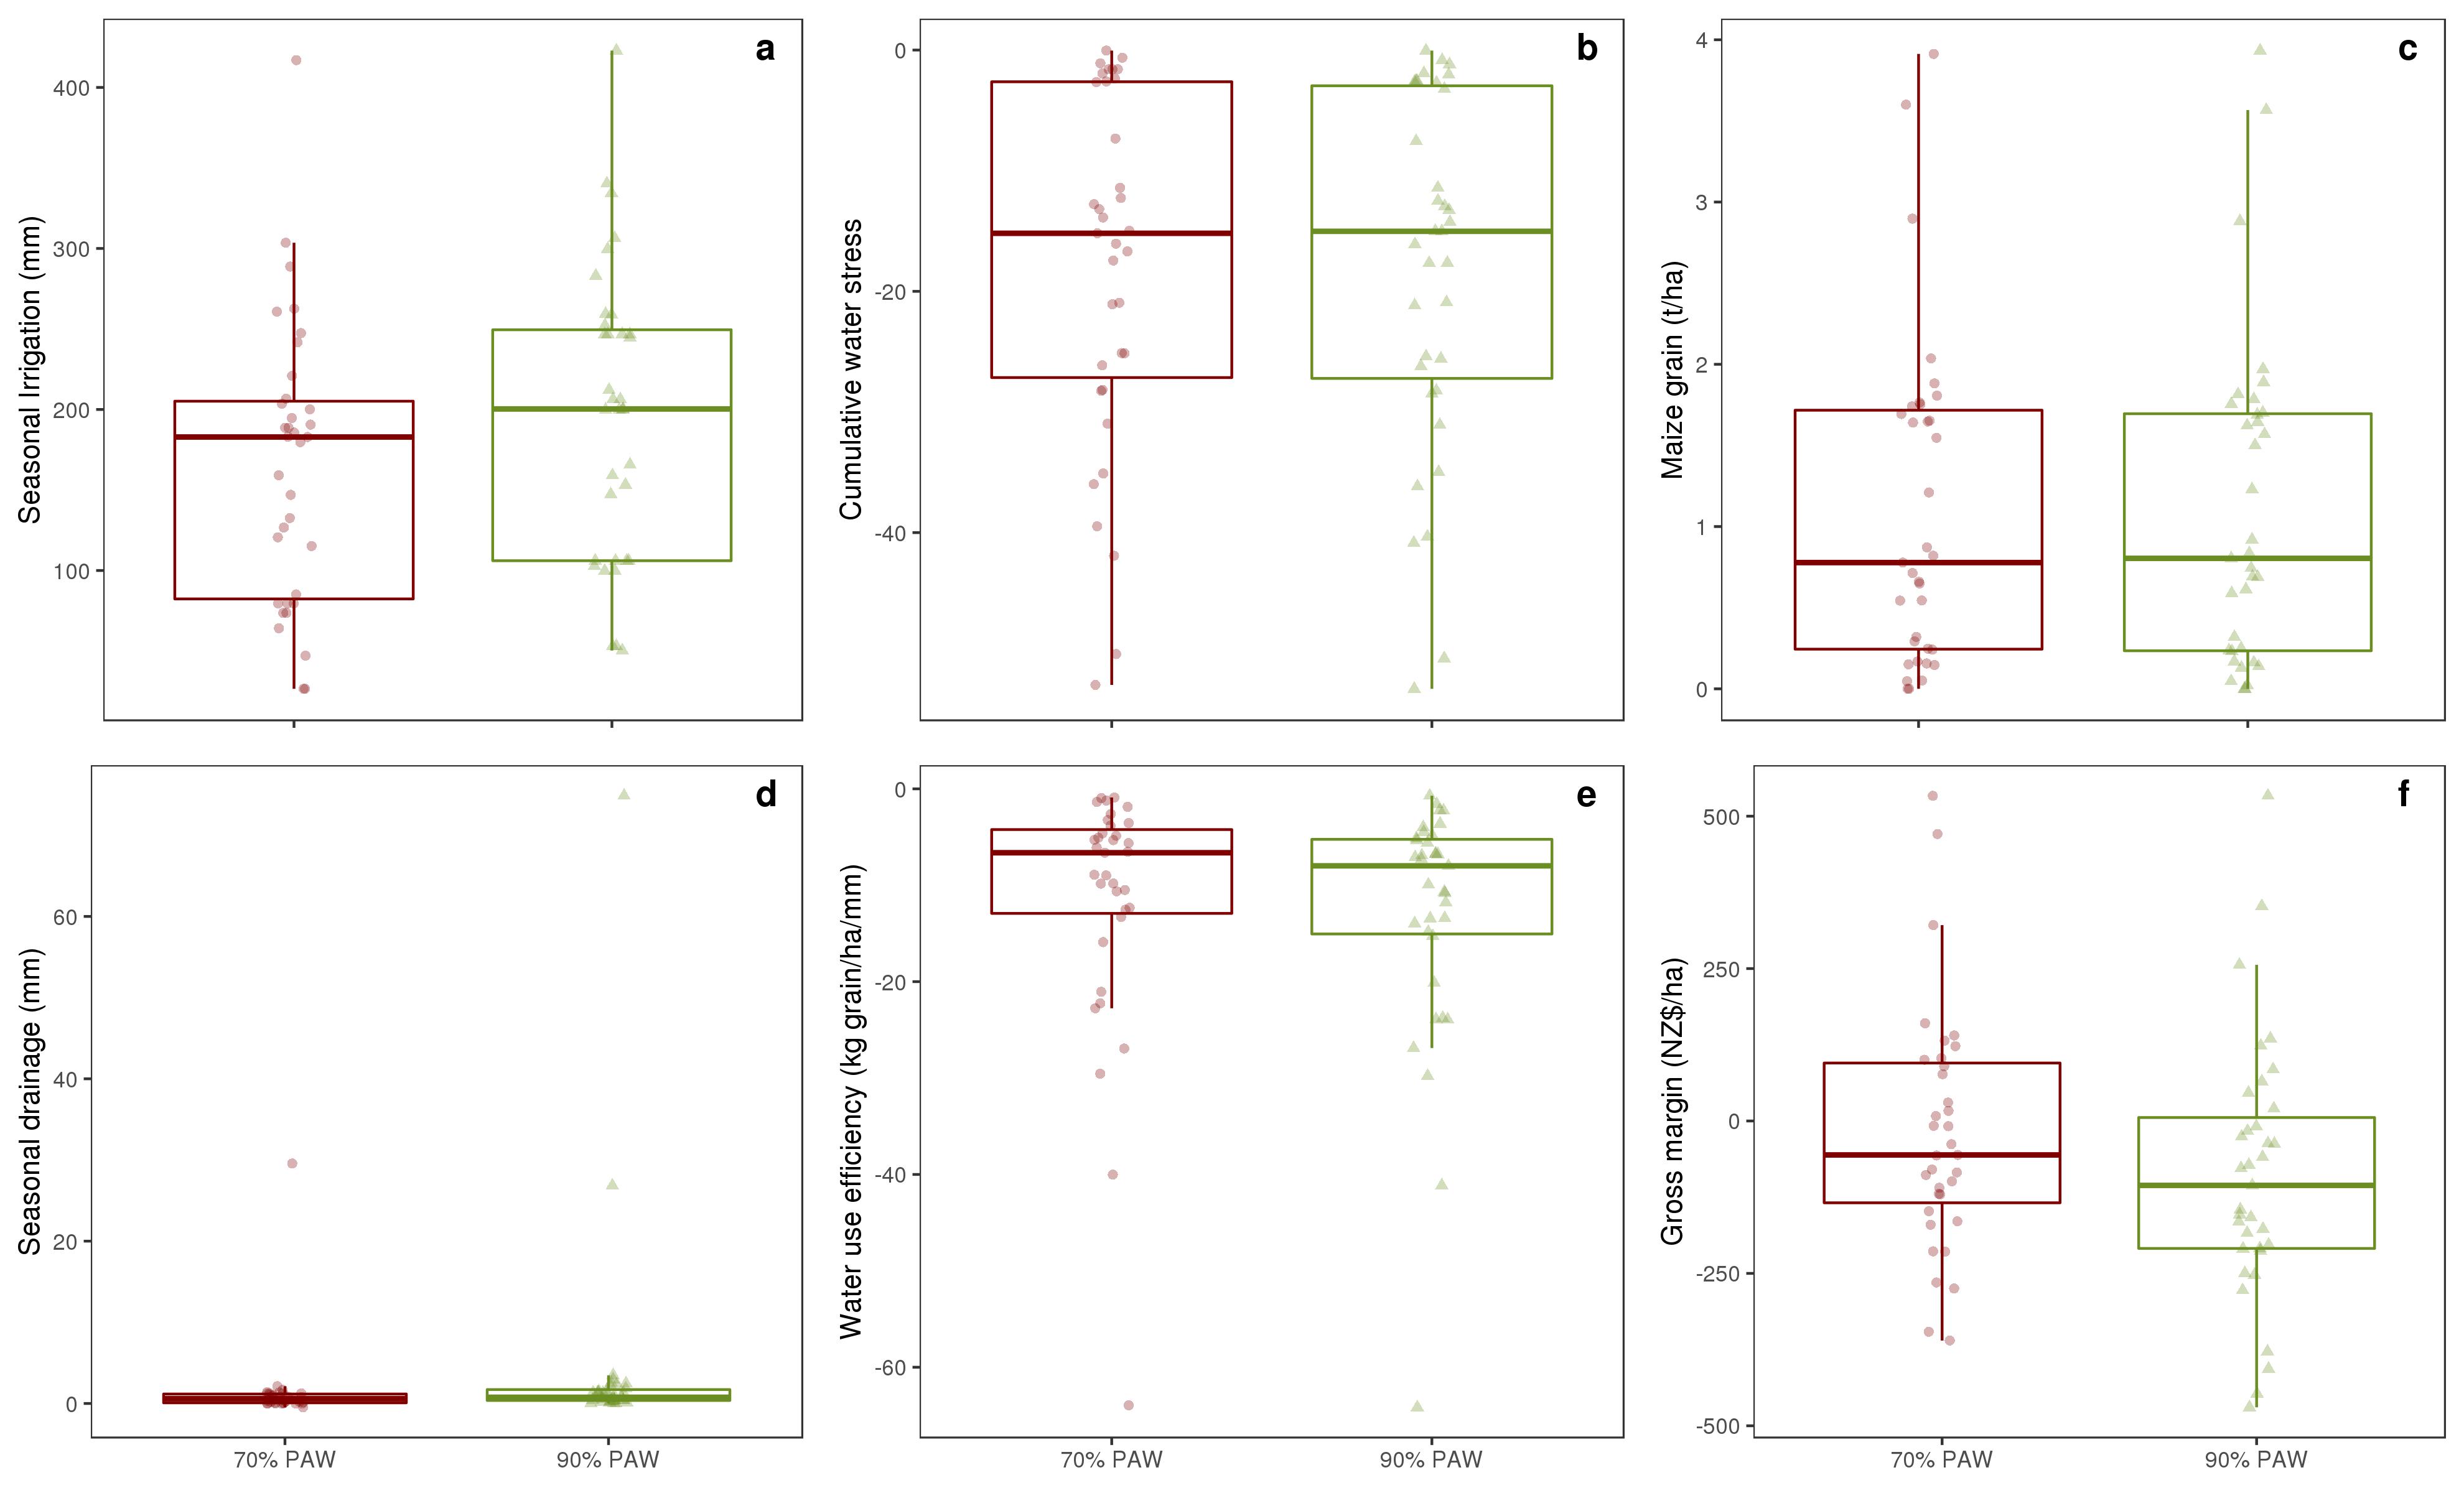 a
Seasonal Irrigation (mm)
400
300
200
100
b
Cumulative water stress
0
-20
-40
c
Maize grain (t/ha)
4
3
2
1
0
d
Seasonal drainage (mm)
60
40
20
0
70% PAW
90% PAW
e
Water use efficiency (kg grain/ha/mm)
0
-20
-40
-60
70% PAW
90% PAW
f
Gross margin (NZ$/ha)
500
250
0
-250
-500
70% PAW
90% PAW